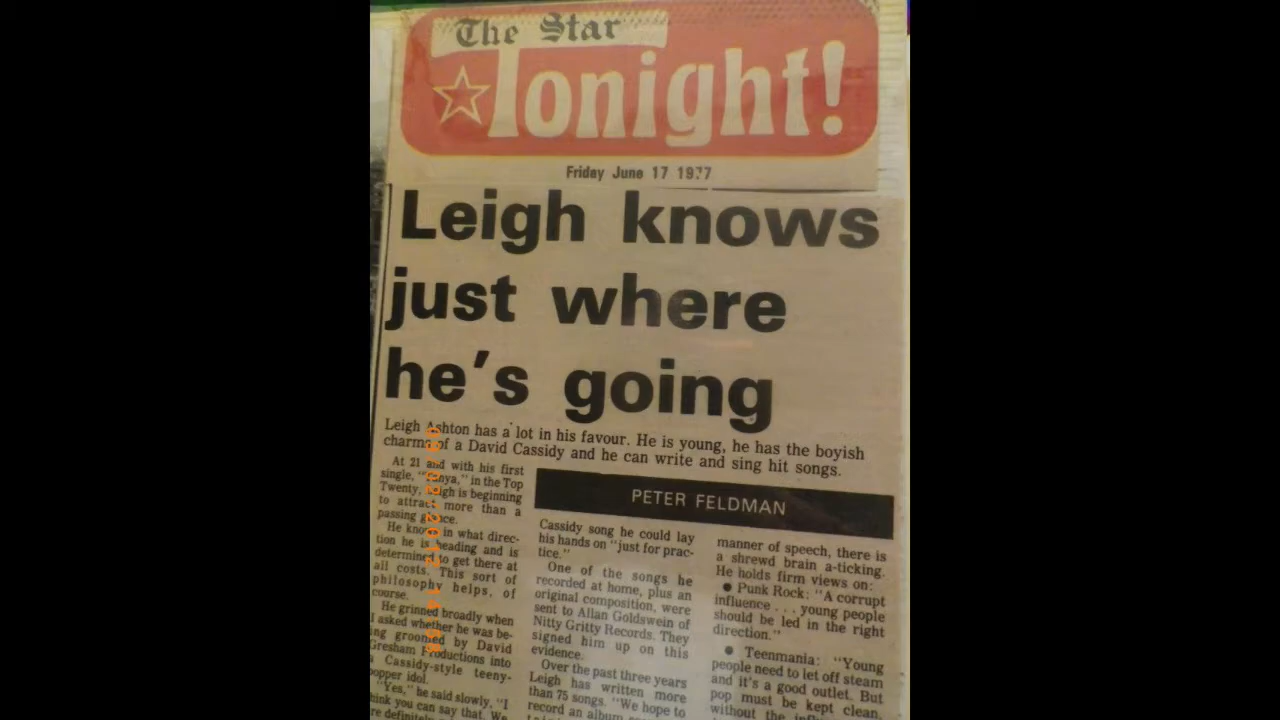 The Star
Tonight!
Friday June 17 1977
Leigh knows
just where
he's going
Leigh Ashton has a lot in his favour. He is young, he has the boyish
charms of a David Cassidy and he can write and sing hit songs.
At 21 and with his first
single, "Tanya," in the Top
Twenty, Leigh is beginning
to attract more than a
passing glance.
He knows in what direc-
tion he is heading and is
determined to get there at
all costs. This sort of
philosophy helps, of
course.
He grinned broadly when
I asked whether he was be-
ing groomed by David
Gresham Productions into
a Cassidy-style teeny-
bopper idol.
"Yes," he said slowly, "I
think you can say that. We
're definitely
PETER FELDMAN
Cassidy song he could lay
his hands on "just for prac-
tice."
One of the songs he
recorded at home, plus an
original composition, were
sent to Allan Goldswein of
Nitty Gritty Records. They
signed him up on this
evidence.
Over the past three years
Leigh has written more
than 75 songs. "We hope to
record an album
manner of speech, there is
a shrewd brain a-ticking.
He holds firm views on:
● Punk Rock: "A corrupt
influence . . . young people
should be led in the right
direction."
● Teenmania: "Young
people need to let off steam
and it's a good outlet. But
pop must be kept clean,
without the